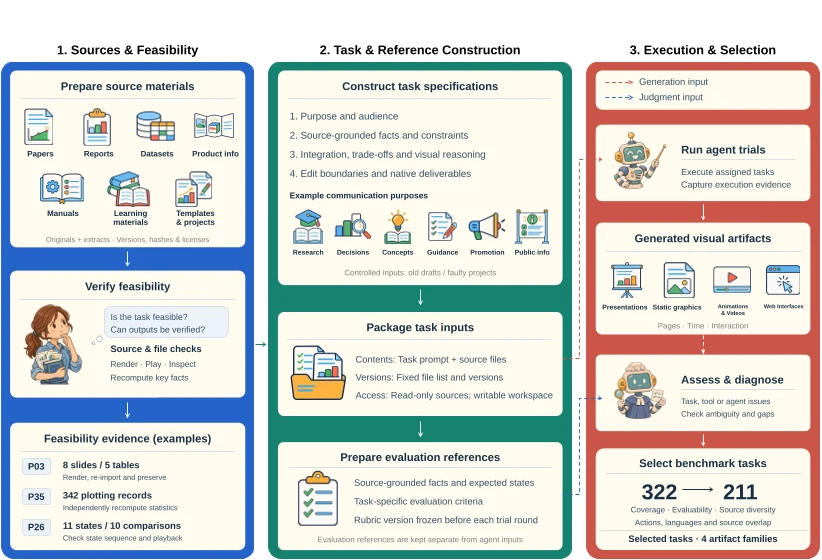 1. Sources & Feasibility
Prepare source materials
Papers
Reports
Datasets
Product info
Manuals
Learning
materials
Templates
& projects
Originals + extracts · Versions, hashes & licenses
Verify feasibility
Is the task feasible?
Can outputs be verified?
Source & file checks
Render · Play · Inspect
Recompute key facts
Feasibility evidence (examples)
P03
8 slides / 5 tables
Render, re-import and preserve
P35
342 plotting records
Independently recompute statistics
P26
11 states / 10 comparisons
Check state sequence and playback
2. Task & Reference Construction
Construct task specifications
1. Purpose and audience
2. Source-grounded facts and constraints
3. Integration, trade-offs and visual reasoning
4. Edit boundaries and native deliverables
Example communication purposes
Research
Decisions
Concepts
Guidance
Promotion
Public info
Controlled inputs: old drafts / faulty projects
Package task inputs
Contents: Task prompt + source files
Versions: Fixed file list and versions
Access: Read-only sources; writable workspace
Prepare evaluation references
Source-grounded facts and expected states
Task-specific evaluation criteria
Rubric version frozen before each trial round
Evaluation references are kept separate from agent inputs
3. Execution & Selection
Generation input
Judgment input
Run agent trials
Execute assigned tasks
Capture execution evidence
Generated visual artifacts
Presentations
Static graphics
Animations
& Videos
Web Interfaces
Pages · Time · Interaction
Assess & diagnose
Task, tool or agent issues
Check ambiguity and gaps
Select benchmark tasks
322 → 211
Coverage · Evaluability · Source diversity
Actions, languages and source overlap
Selected tasks · 4 artifact families